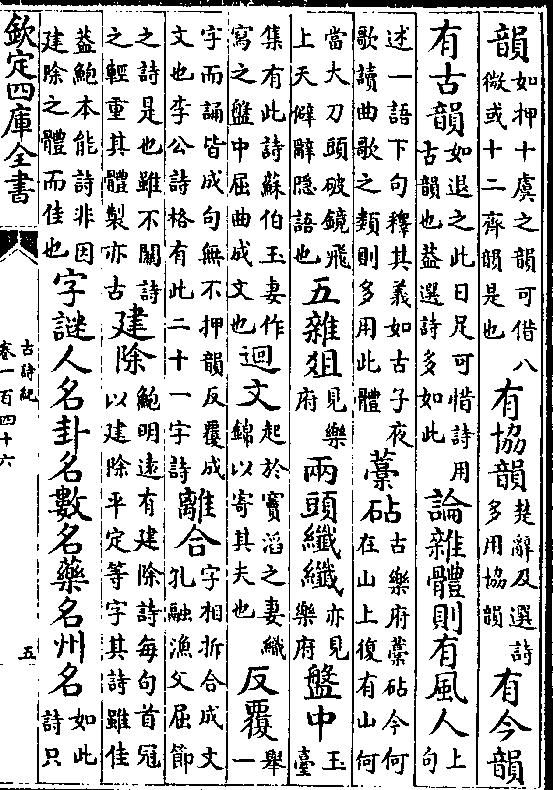 韻如押十虞之韻可借八微或十二齊韻是也有協韻楚辭及選詩多用協韻有今韻
有古韻如退之此日足可惜詩用古韻也葢選詩多如此論雜體則有風人上句
述一語下句釋其義如古子夜歌讀曲歌之類則多用此體藁砧古樂府藁砧今何在山上復有山何
當大刀頭破鏡飛上天僻辭隠語也五雜俎見樂府兩頭纖纖亦見樂府盤中玉臺
集有此詩蘇伯玉妻作寫之盤中屈曲成文也迴文起於竇滔之妻織錦以寄其夫也反覆舉一
字而誦皆成句無不押韻反覆成文也李公詩格有此二十一字詩離合字相拆合成文孔融漁父屈節
之詩是也雖不關詩之輕重其體製亦古建除鮑明逺有建除詩每句首冠以建除平定等字其詩雖佳
葢鮑本能詩非因建除之體而佳也字謎人名卦名數名藥名州名如此詩只
欽定四庫全書
古詩紀
卷一百四十六
五